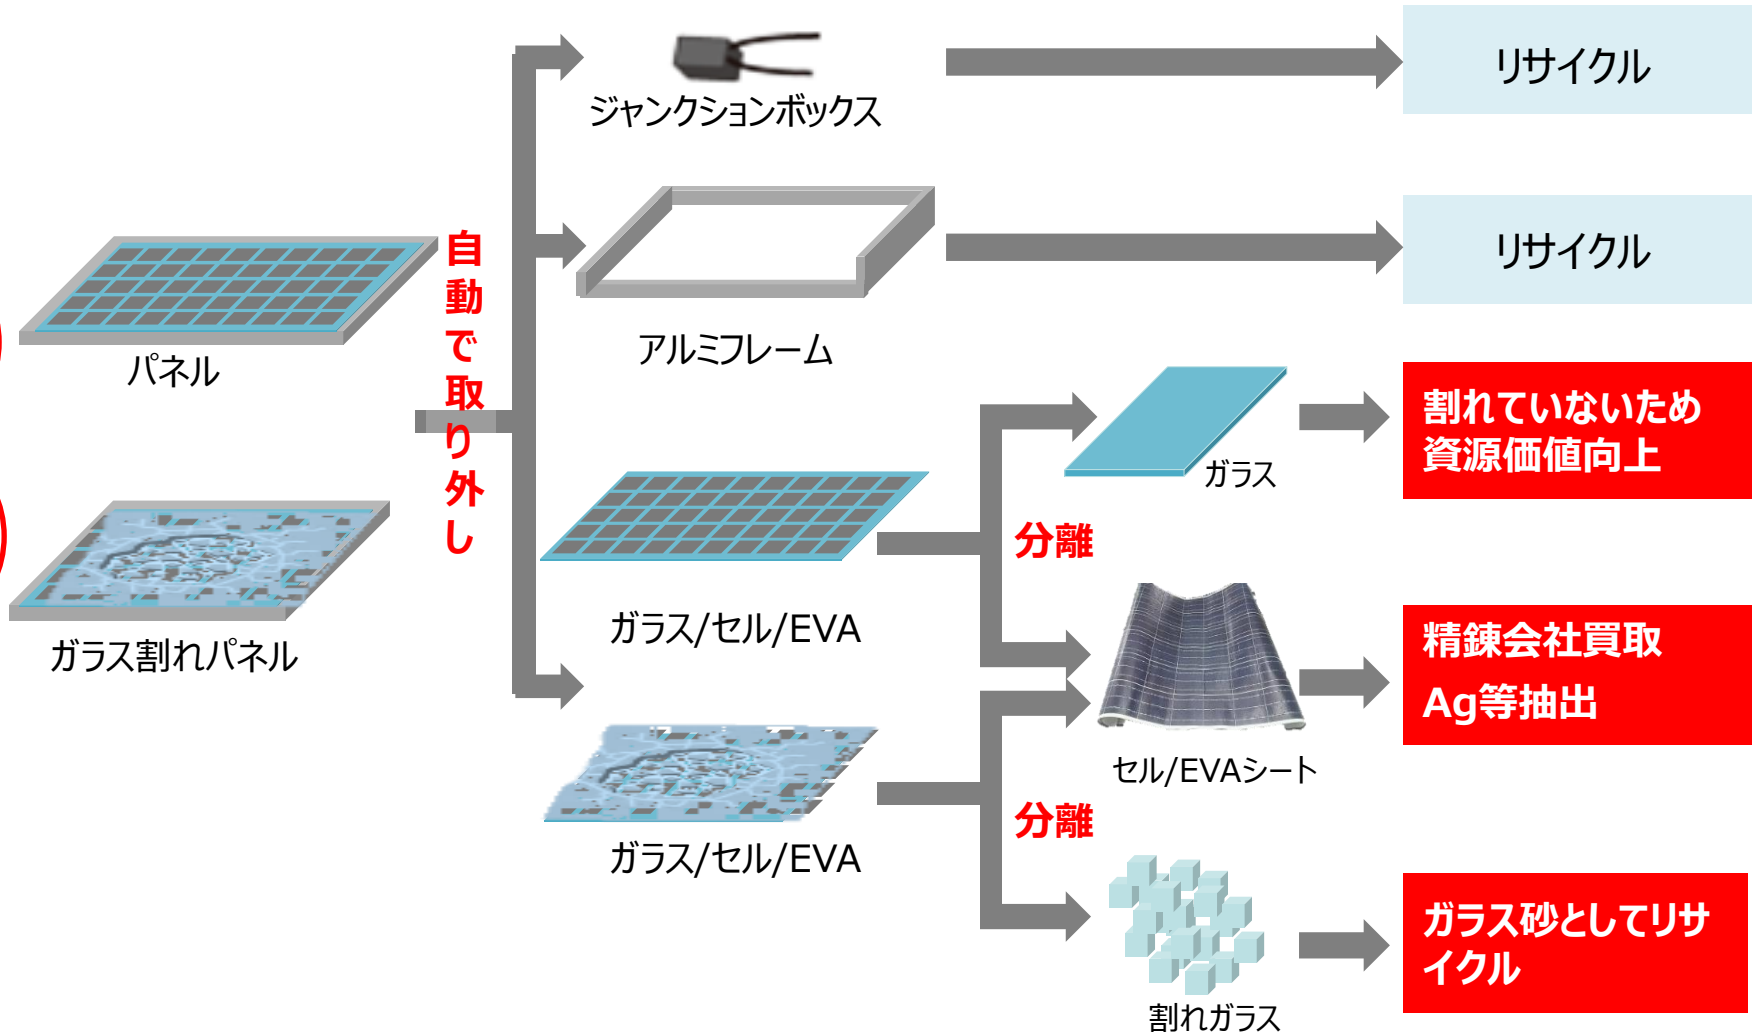 ジャンクションボックス
リサイクル
アルミフレーム
リサイクル
パネル
ガラス割れパネル
自動で取り外し
ガラス/セル/EVA
ガラス/セル/EVA
分離
分離
ガラス
セル/EVAシート
割れガラス
割れていないため
資源価値向上
精錬会社買取
Ag等抽出
ガラス砂としてリサ
イクル